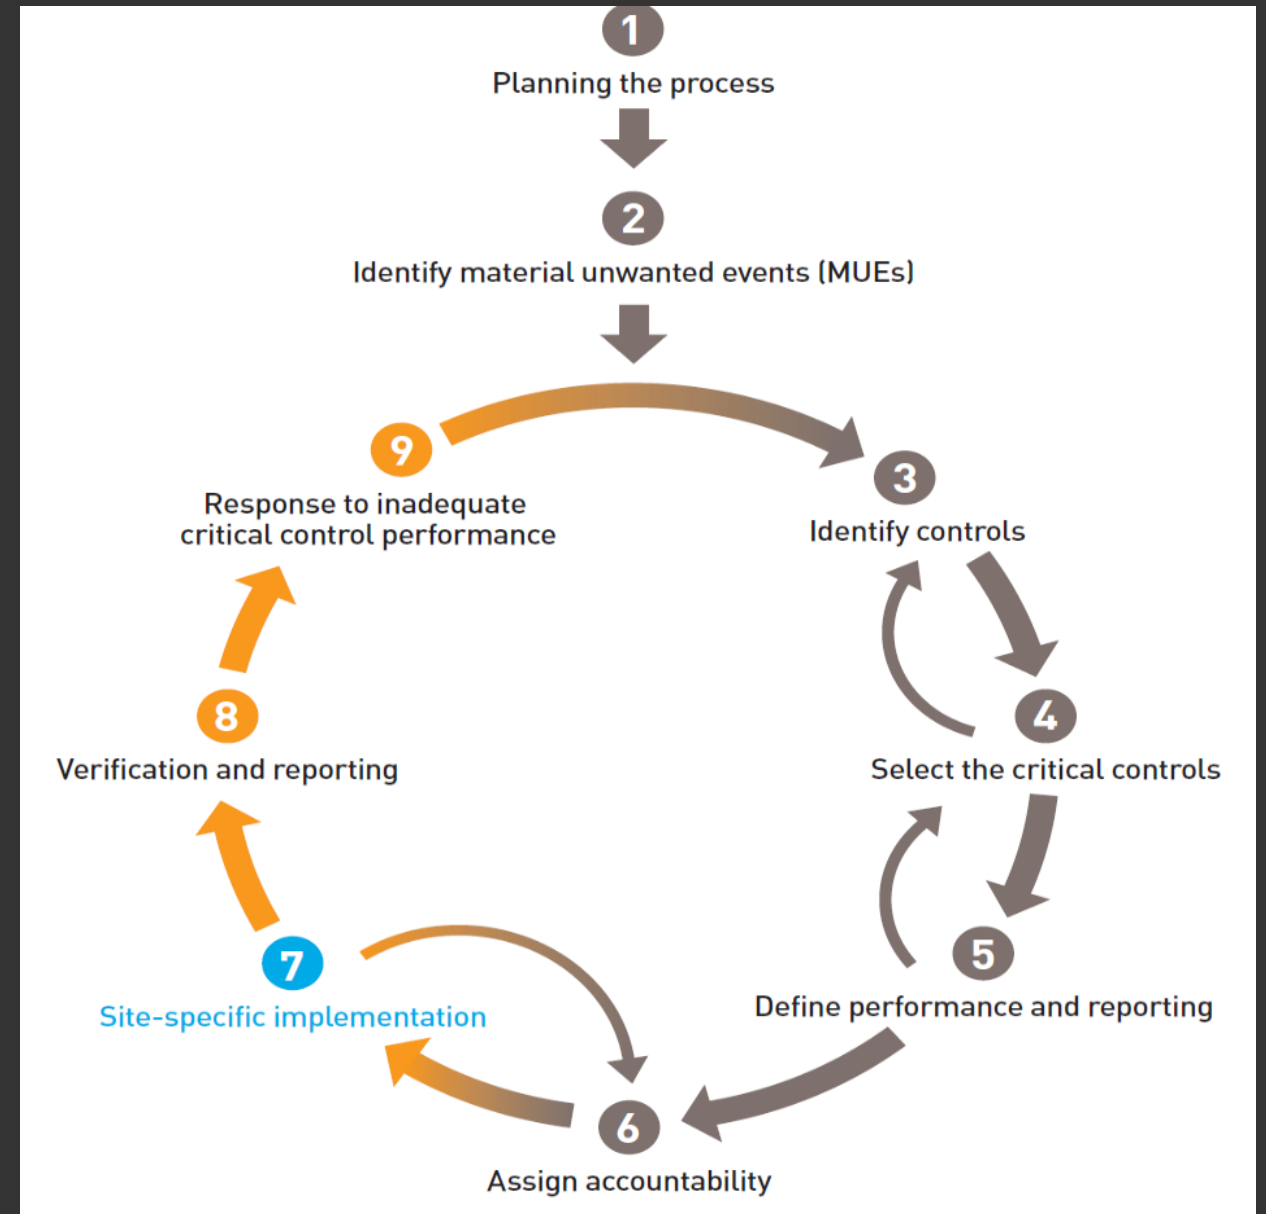 1
Planning the process
2
Identify material unwanted events (MUEs)
3
Identify controls
4
Select the critical controls
5
Define performance and reporting
6
Assign accountability
7
Site-specific implementation
8
Verification and reporting
9
Response to inadequate
critical control performance